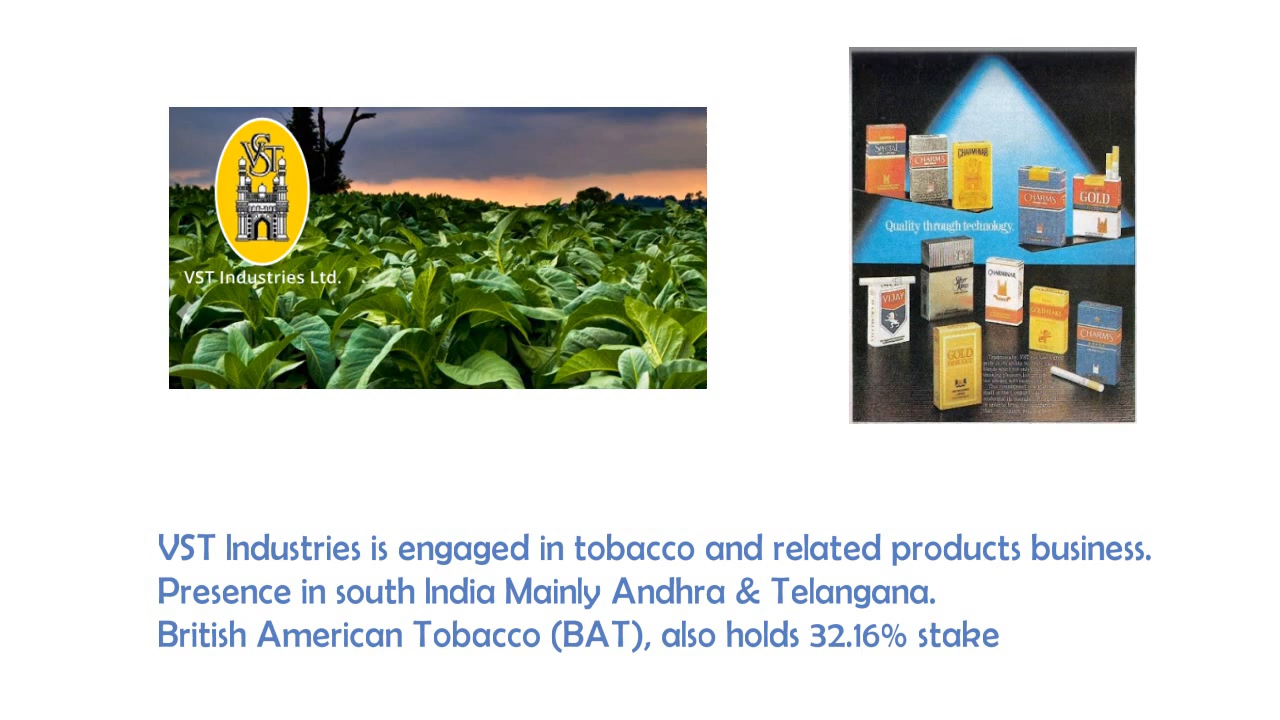 VST
VST Industries Ltd.
Special
CHARMS
CHARMINAR
CHARMS
GOLD
Quality through technology.
CHARMINAR
VIJAY
GOLD FLAKE
CHARMS
GOLD
VST Industries is engaged in tobacco and related products business.
Presence in south India Mainly Andhra & Telangana.
British American Tobacco (BAT), also holds 32.16% stake